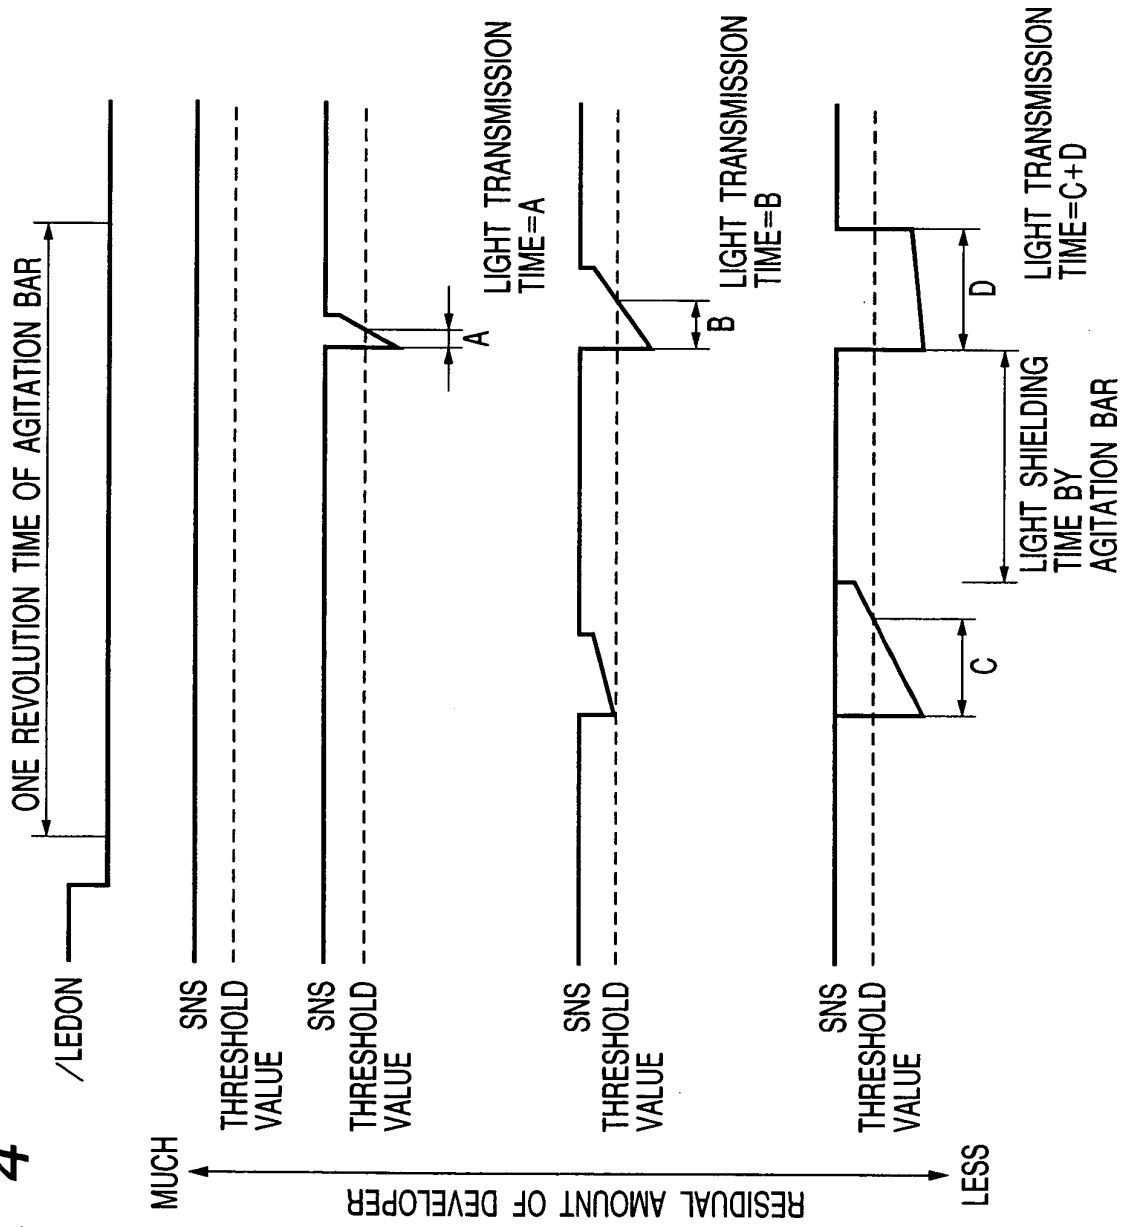 4
ONE REVOLUTION TIME OF AGITATION BAR
/LEDON
SNS
THRESHOLD
VALUE
SNS
THRESHOLD
VALUE
A
LIGHT TRANSMISSION
TIME=A
SNS
THRESHOLD
VALUE
B
LIGHT TRANSMISSION
TIME=B
SNS
THRESHOLD
VALUE
C
LIGHT SHIELDING
TIME BY
AGITATION BAR
D
LIGHT TRANSMISSION
TIME=C+D
MUCH
RESIDUAL AMOUNT OF DEVELOPER
LESS